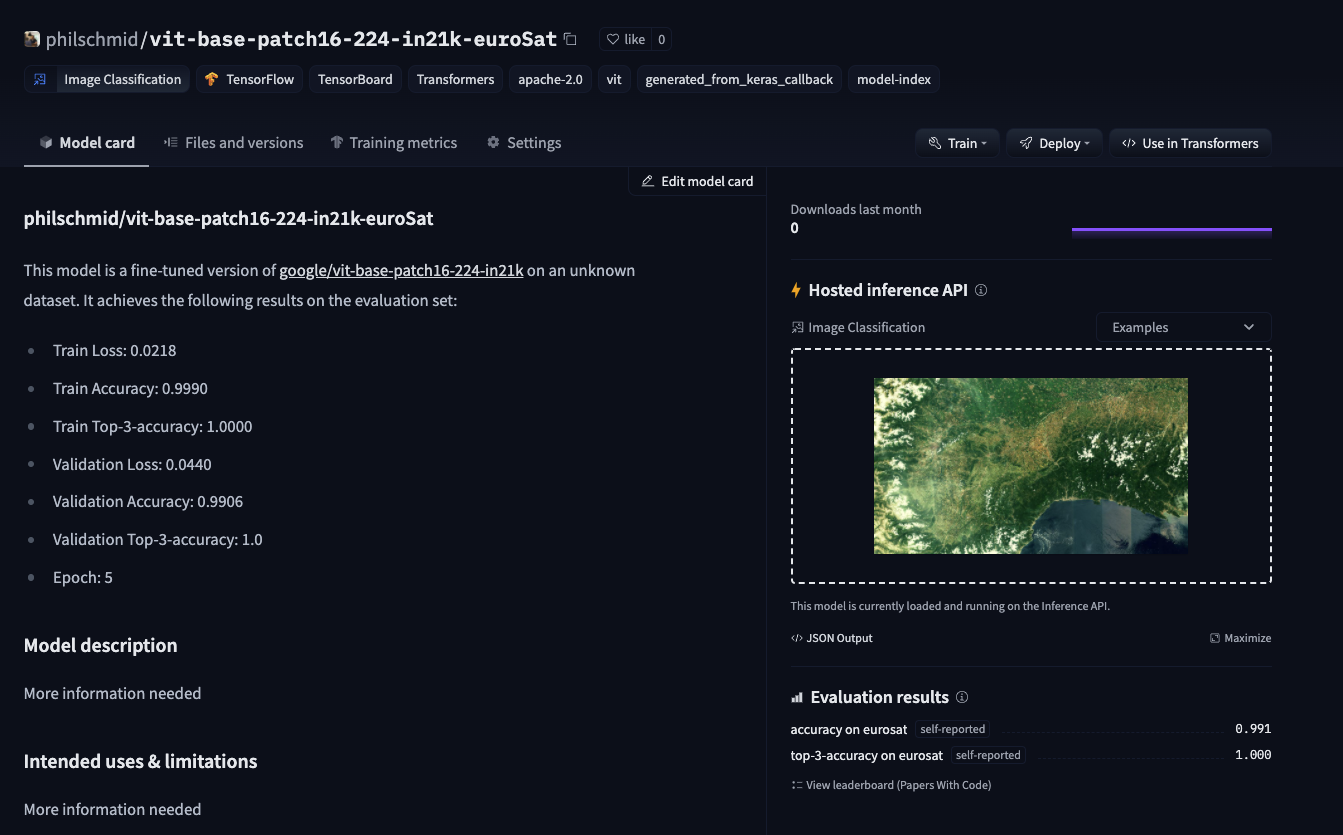 philschmid/vit-base-patch16-224-in21k-euroSat
like 0
Image Classification TensorFlow TensorBoard Transformers apache-2.0 vit generated_from_keras_callback model-index
Model card Files and versions Training metrics Settings Train Deploy </> Use in Transformers
Edit model card
philschmid/vit-base-patch16-224-in21k-euroSat
This model is a fine-tuned version of google/vit-base-patch16-224-in21k on an unknown
dataset. It achieves the following results on the evaluation set:
Train Loss: 0.0218
Train Accuracy: 0.9990
Train Top-3-accuracy: 1.0000
Validation Loss: 0.0440
Validation Accuracy: 0.9906
Validation Top-3-accuracy: 1.0
Epoch: 5
Model description
More information needed
Intended uses & limitations
More information needed
Downloads last month
0
Hosted inference API
Image Classification Examples
This model is currently loaded and running on the Inference API.
</> JSON Output Maximize
Evaluation results
accuracy on eurosat self-reported 0.991
top-3-accuracy on eurosat self-reported 1.000
View leaderboard (Papers With Code)